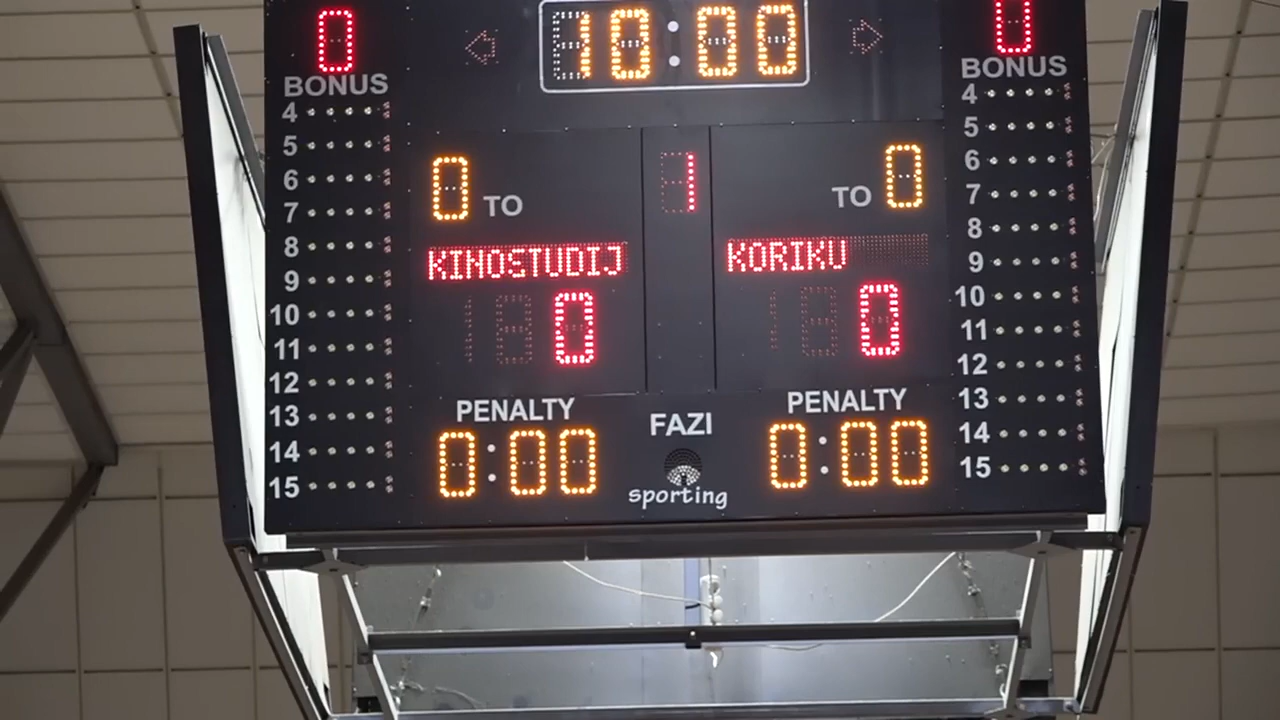 0 10:00 0
BONUS BONUS
4 4
5 5
6 6
7 7
8 8
9 9
10 10
11 11
12 12
13 13
14 14
15 15
0 TO 1 TO 0
KINOSTUDIJ KORIKU
0 0
PENALTY FAZI PENALTY
0:00 0:00
sporting